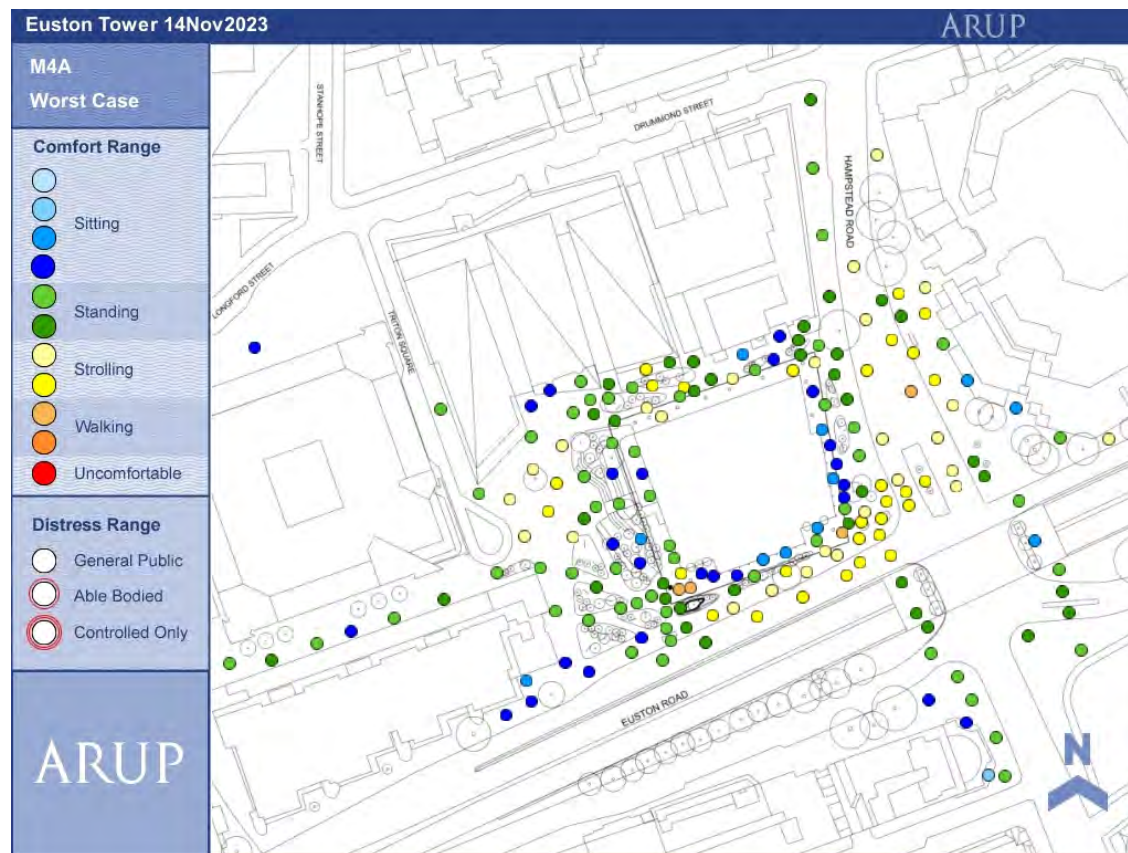 Euston Tower 14Nov2023
ARUP
M4A
Worst Case
Comfort Range
Sitting
Standing
Strolling
Walking
Uncomfortable
Distress Range
General Public
Able Bodied
Controlled Only
ARUP
STANHOPE STREET
DRUMMOND STREET
HAMPSTEAD ROAD
LONGFORD STREET
TRITON SQUARE
EUSTON ROAD
N